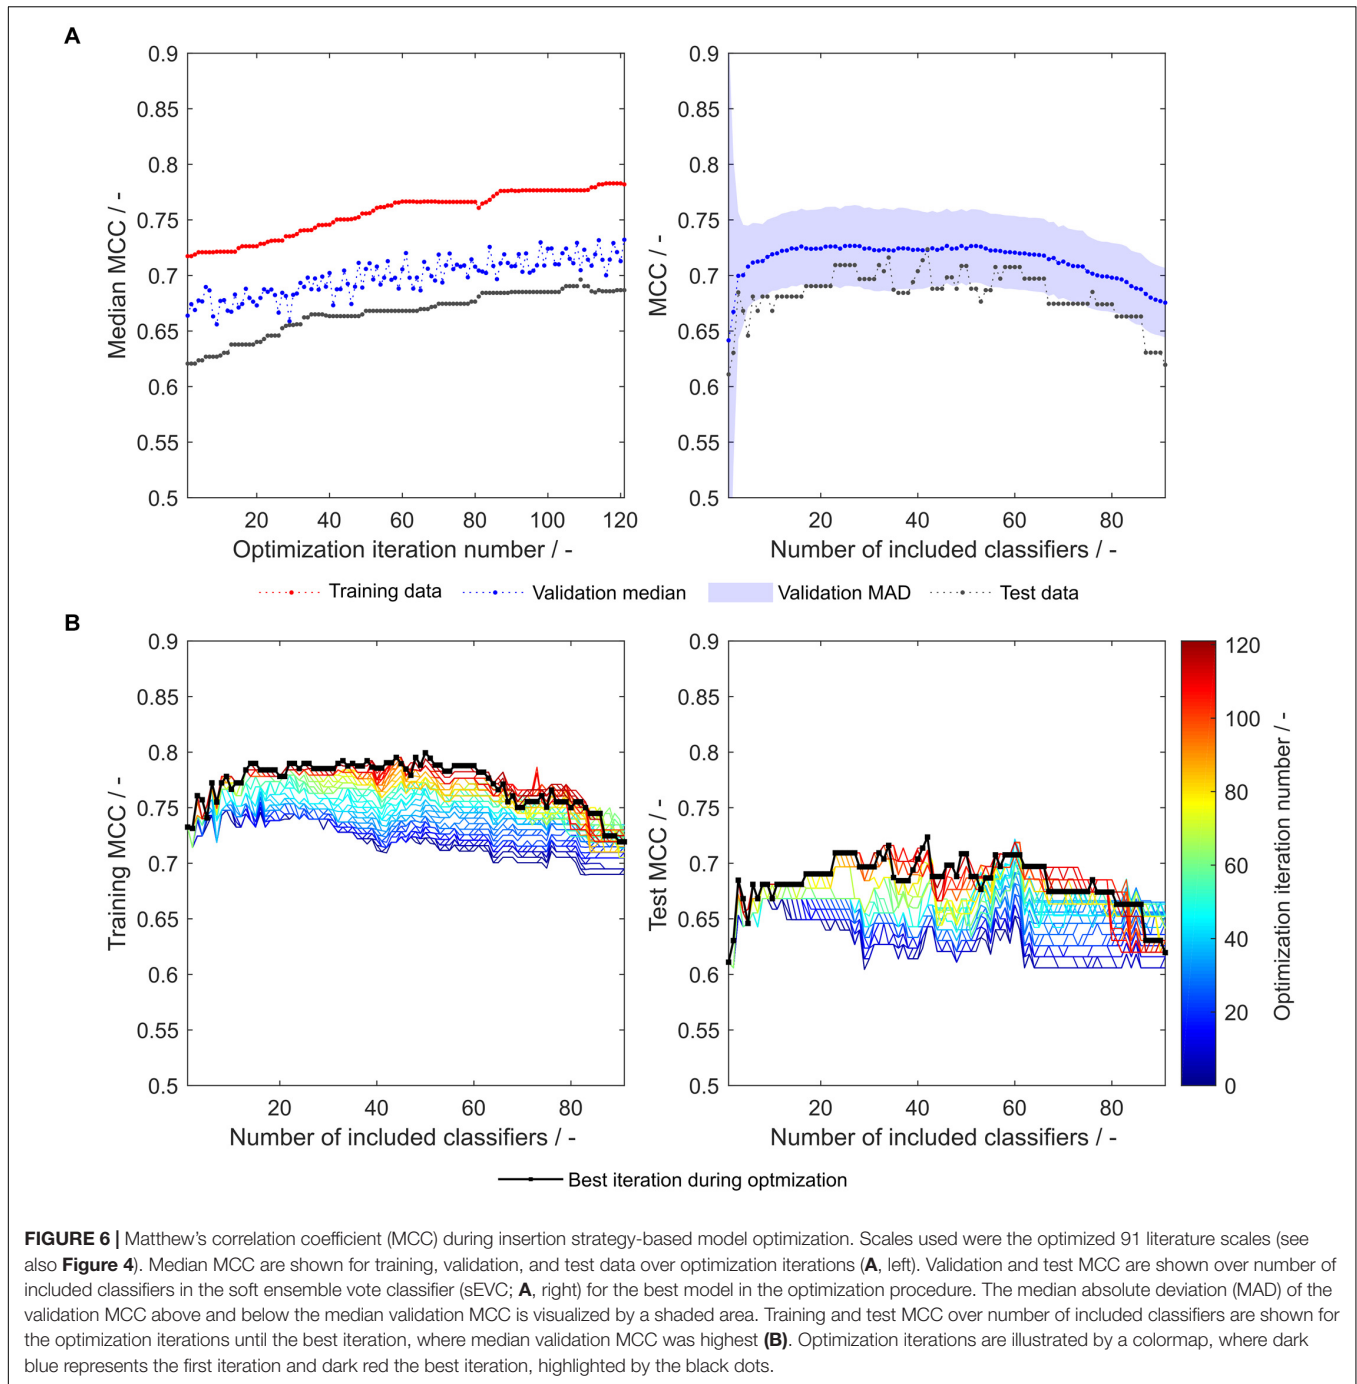 A
0.9
0.85
0.8
0.75
0.7
0.65
0.6
0.55
0.5
Median MCC / -
20 40 60 80 100 120
Optimization iteration number / -
0.9
0.85
0.8
0.75
0.7
0.65
0.6
0.55
0.5
MCC / -
20 40 60 80
Number of included classifiers / -
Training data Validation median Validation MAD Test data
B
0.9
0.85
0.8
0.75
0.7
0.65
0.6
0.55
0.5
Training MCC / -
20 40 60 80
Number of included classifiers / -
0.9
0.85
0.8
0.75
0.7
0.65
0.6
0.55
0.5
Test MCC / -
20 40 60 80
Number of included classifiers / -
120
100
80
60
40
20
0
Optimization iteration number / -
Best iteration during optmization
FIGURE 6 | Matthew's correlation coefficient (MCC) during insertion strategy-based model optimization. Scales used were the optimized 91 literature scales (see
also Figure 4). Median MCC are shown for training, validation, and test data over optimization iterations (A, left). Validation and test MCC are shown over number of
included classifiers in the soft ensemble vote classifier (sEVC; A, right) for the best model in the optimization procedure. The median absolute deviation (MAD) of the
validation MCC above and below the median validation MCC is visualized by a shaded area. Training and test MCC over number of included classifiers are shown for
the optimization iterations until the best iteration, where median validation MCC was highest (B). Optimization iterations are illustrated by a colormap, where dark
blue represents the first iteration and dark red the best iteration, highlighted by the black dots.